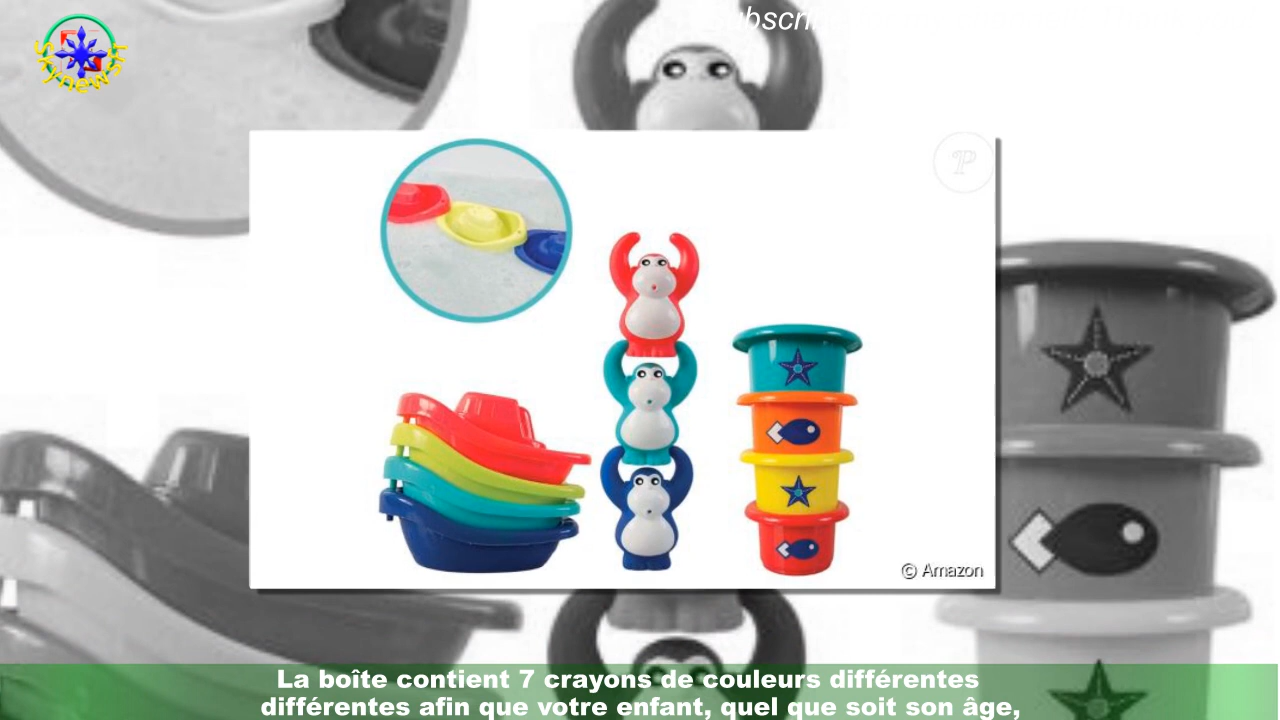 skynewski
© Amazon
La boîte contient 7 crayons de couleurs différentes
différentes afin que votre enfant, quel que soit son âge,